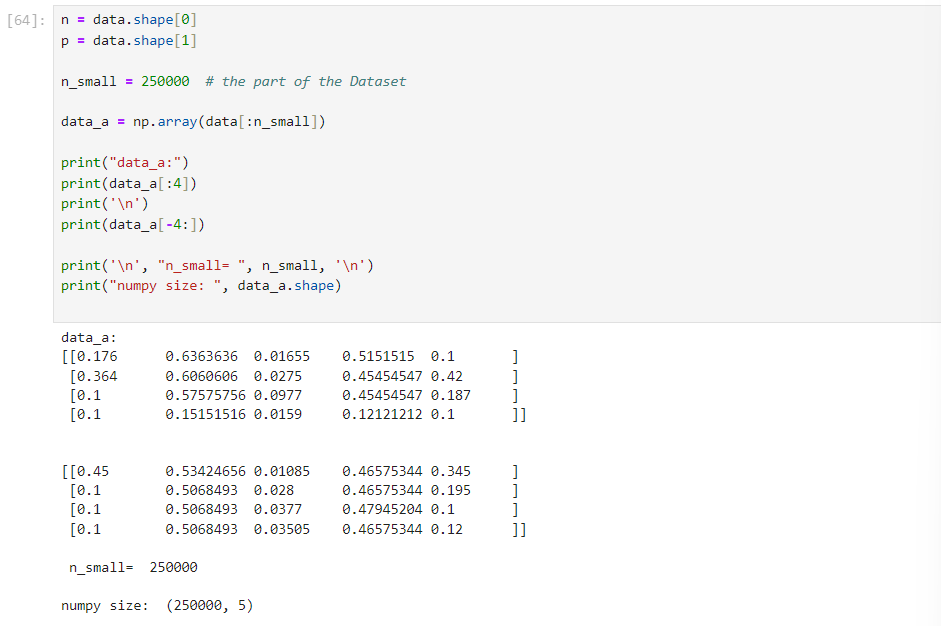 [64]: n = data.shape[0]
p = data.shape[1]
n_small = 250000  # the part of the Dataset
data_a = np.array(data[:n_small])
print("data_a:")
print(data_a[:4])
print('\n')
print(data_a[-4:])
print('\n', "n_small= ", n_small, '\n')
print("numpy size: ", data_a.shape)
data_a:
[[0.176      0.6363636  0.01655    0.5151515  0.1       ]
 [0.364      0.6060606  0.0275     0.45454547 0.42      ]
 [0.1        0.57575756 0.0977     0.45454547 0.187     ]
 [0.1        0.15151516 0.0159     0.12121212 0.1       ]]
[[0.45       0.53424656 0.01085    0.46575344 0.345     ]
 [0.1        0.5068493  0.028      0.46575344 0.195     ]
 [0.1        0.5068493  0.0377     0.47945204 0.1       ]
 [0.1        0.5068493  0.03505    0.46575344 0.12      ]]
 n_small=  250000
numpy size:  (250000, 5)